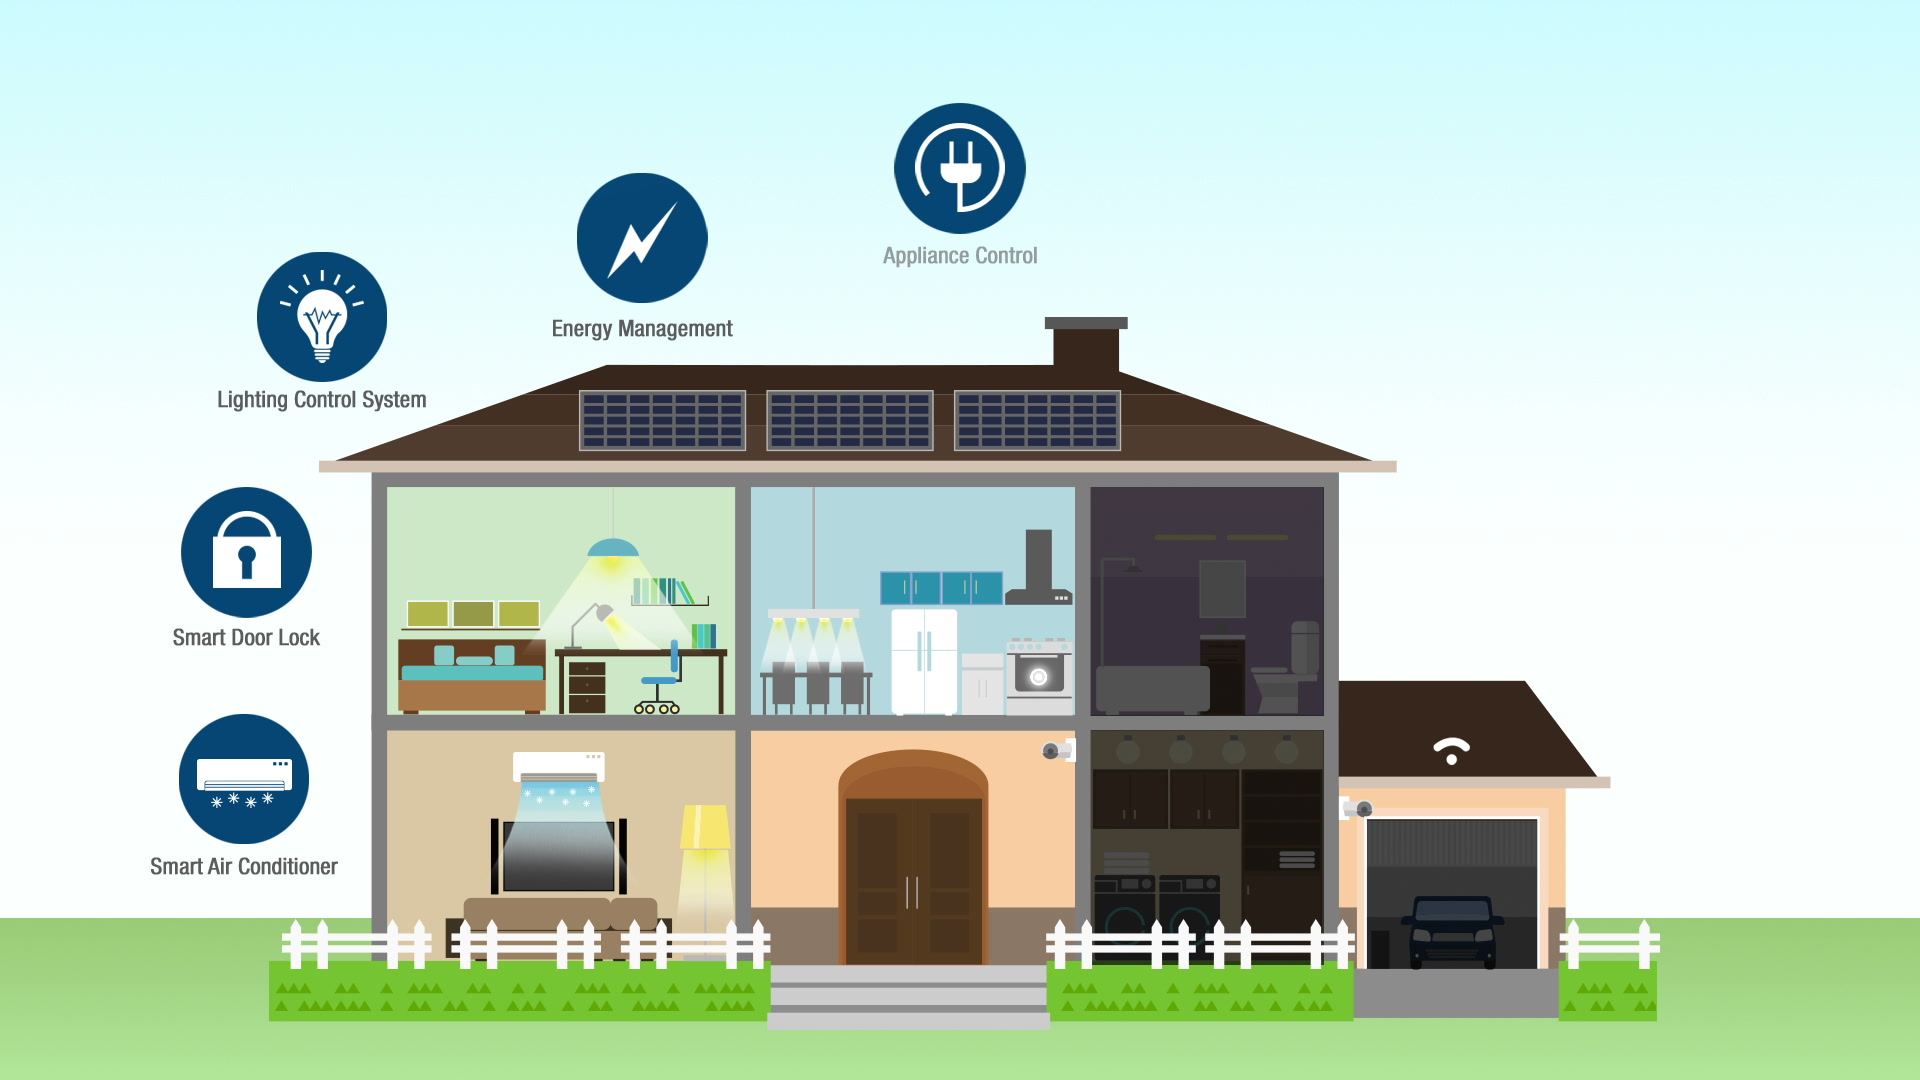 Appliance Control
Energy Management
Lighting Control System
Smart Door Lock
Smart Air Conditioner